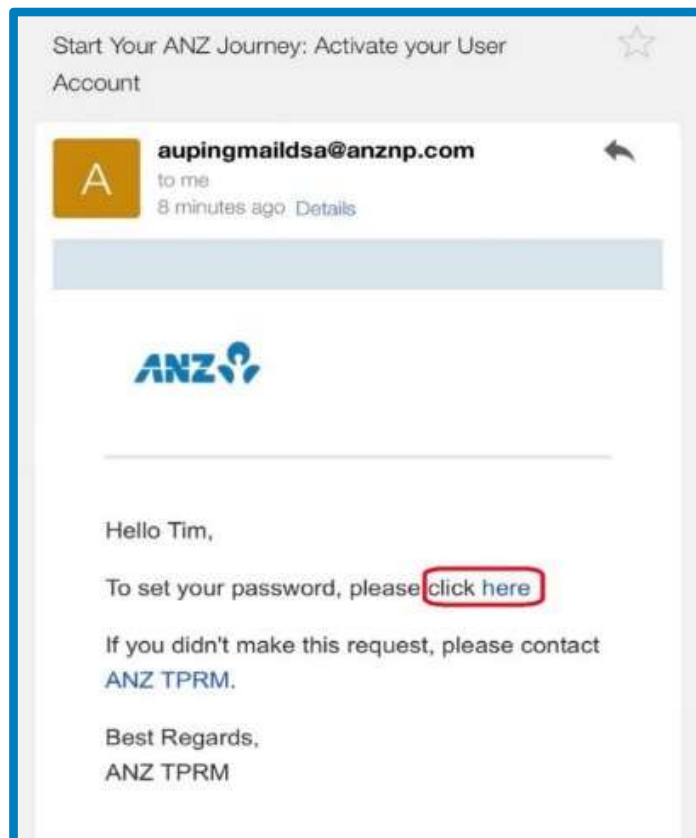 Start Your ANZ Journey: Activate your User
Account
A
aupingmaildsa@anznp.com
to me
8 minutes ago Details
ANZ
Hello Tim,
To set your password, please click here
If you didn't make this request, please contact
ANZ TPRM.
Best Regards,
ANZ TPRM